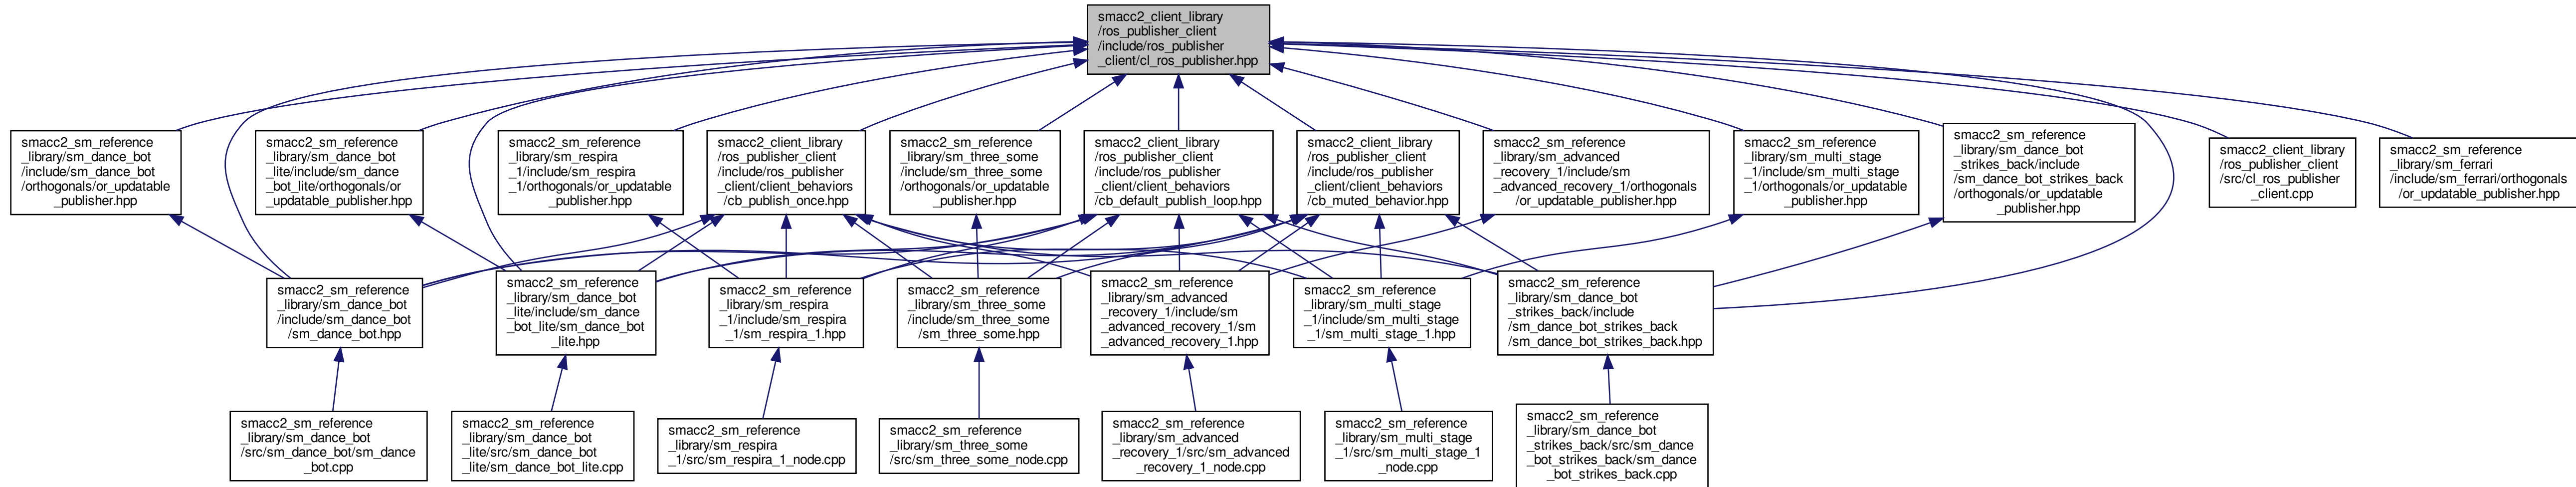 smacc2_client_library
/ros_publisher_client
/include/ros_publisher
_client/cl_ros_publisher.hpp
smacc2_sm_reference
_library/sm_dance_bot
/include/sm_dance_bot
/orthogonals/or_updatable
_publisher.hpp
smacc2_sm_reference
_library/sm_dance_bot
_lite/include/sm_dance
_bot_lite/orthogonals/or
_updatable_publisher.hpp
smacc2_sm_reference
_library/sm_respira
_1/include/sm_respira
_1/orthogonals/or_updatable
_publisher.hpp
smacc2_client_library
/ros_publisher_client
/include/ros_publisher
_client/client_behaviors
/cb_publish_once.hpp
smacc2_sm_reference
_library/sm_three_some
/include/sm_three_some
/orthogonals/or_updatable
_publisher.hpp
smacc2_client_library
/ros_publisher_client
/include/ros_publisher
_client/client_behaviors
/cb_default_publish_loop.hpp
smacc2_client_library
/ros_publisher_client
/include/ros_publisher
_client/client_behaviors
/cb_muted_behavior.hpp
smacc2_sm_reference
_library/sm_advanced
_recovery_1/include/sm
_advanced_recovery_1/orthogonals
/or_updatable_publisher.hpp
smacc2_sm_reference
_library/sm_multi_stage
_1/include/sm_multi_stage
_1/orthogonals/or_updatable
_publisher.hpp
smacc2_sm_reference
_library/sm_dance_bot
_strikes_back/include
/sm_dance_bot_strikes_back
/orthogonals/or_updatable
_publisher.hpp
smacc2_client_library
/ros_publisher_client
/src/cl_ros_publisher
_client.cpp
smacc2_sm_reference
_library/sm_ferrari
/include/sm_ferrari/orthogonals
/or_updatable_publisher.hpp
smacc2_sm_reference
_library/sm_dance_bot
/include/sm_dance_bot
/sm_dance_bot.hpp
smacc2_sm_reference
_library/sm_dance_bot
_lite/include/sm_dance
_bot_lite/sm_dance_bot
_lite.hpp
smacc2_sm_reference
_library/sm_respira
_1/include/sm_respira
_1/sm_respira_1.hpp
smacc2_sm_reference
_library/sm_three_some
/include/sm_three_some
/sm_three_some.hpp
smacc2_sm_reference
_library/sm_advanced
_recovery_1/include/sm
_advanced_recovery_1/sm
_advanced_recovery_1.hpp
smacc2_sm_reference
_library/sm_multi_stage
_1/include/sm_multi_stage
_1/sm_multi_stage_1.hpp
smacc2_sm_reference
_library/sm_dance_bot
_strikes_back/include
/sm_dance_bot_strikes_back
/sm_dance_bot_strikes_back.hpp
smacc2_sm_reference
_library/sm_dance_bot
/src/sm_dance_bot/sm_dance
_bot.cpp
smacc2_sm_reference
_library/sm_dance_bot
_lite/src/sm_dance_bot
_lite/sm_dance_bot_lite.cpp
smacc2_sm_reference
_library/sm_respira
_1/src/sm_respira_1_node.cpp
smacc2_sm_reference
_library/sm_three_some
/src/sm_three_some_node.cpp
smacc2_sm_reference
_library/sm_advanced
_recovery_1/src/sm_advanced
_recovery_1_node.cpp
smacc2_sm_reference
_library/sm_multi_stage
_1/src/sm_multi_stage_1
_node.cpp
smacc2_sm_reference
_library/sm_dance_bot
_strikes_back/src/sm_dance
_bot_strikes_back/sm_dance
_bot_strikes_back.cpp